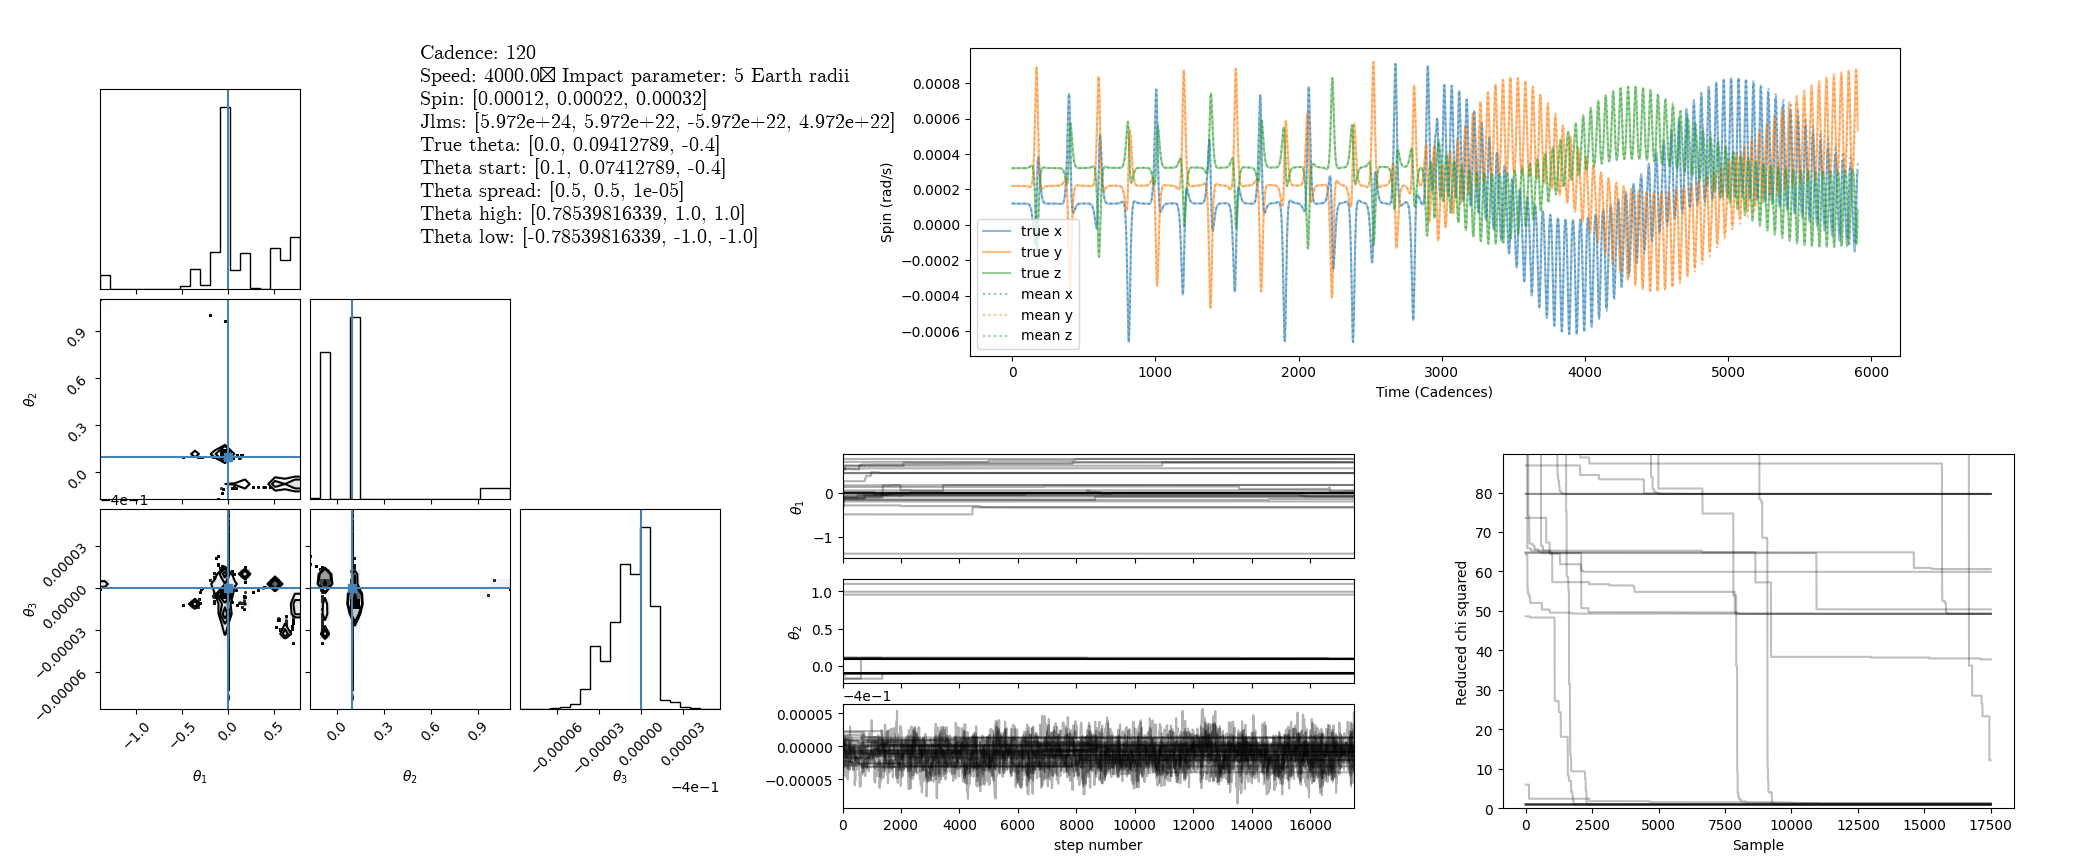 Cadence: 120
Speed: 4000.0☒ Impact parameter: 5 Earth radii
Spin: [0.00012, 0.00022, 0.00032]
Jlms: [5.972e+24, 5.972e+22, -5.972e+22, 4.972e+22]
True theta: [0.0, 0.09412789, -0.4]
Theta start: [0.1, 0.07412789, -0.4]
Theta spread: [0.5, 0.5, 1e-05]
Theta high: [0.78539816339, 1.0, 1.0]
Theta low: [-0.78539816339, -1.0, -1.0]
θ2
0.9
0.6
0.3
0.0
−4e−1
θ3
0.00003
0.00000
−0.00003
−0.00006
−1.0 −0.5 0.0 0.5
θ1
0.0 0.3 0.6 0.9
θ2
−0.00006 −0.00003 0.00000 0.00003
θ3
−4e−1
Spin (rad/s)
0.0008
0.0006
0.0004
0.0002
0.0000
−0.0002
−0.0004
−0.0006
true x
true y
true z
mean x
mean y
mean z
0 1000 2000 3000 4000 5000 6000
Time (Cadences)
θ1
0
−1
θ2
1.0
0.5
0.0
−4e−1
0.00005
0.00000
−0.00005
0 2000 4000 6000 8000 10000 12000 14000 16000
step number
Reduced chi squared
80
70
60
50
40
30
20
10
0
0 2500 5000 7500 10000 12500 15000 17500
Sample